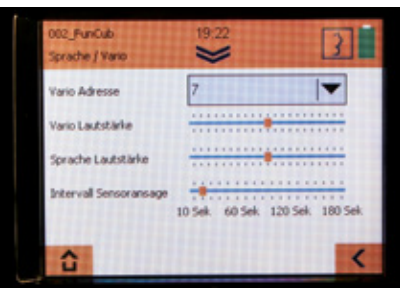 002_FunCub
19:22
Sprache / Vario
3
Vario Adresse
7
Vario Lautstärke
Sprache Lautstärke
Intervall Sensoransage
10 Sek 60 Sek 120 Sek 180 Sek